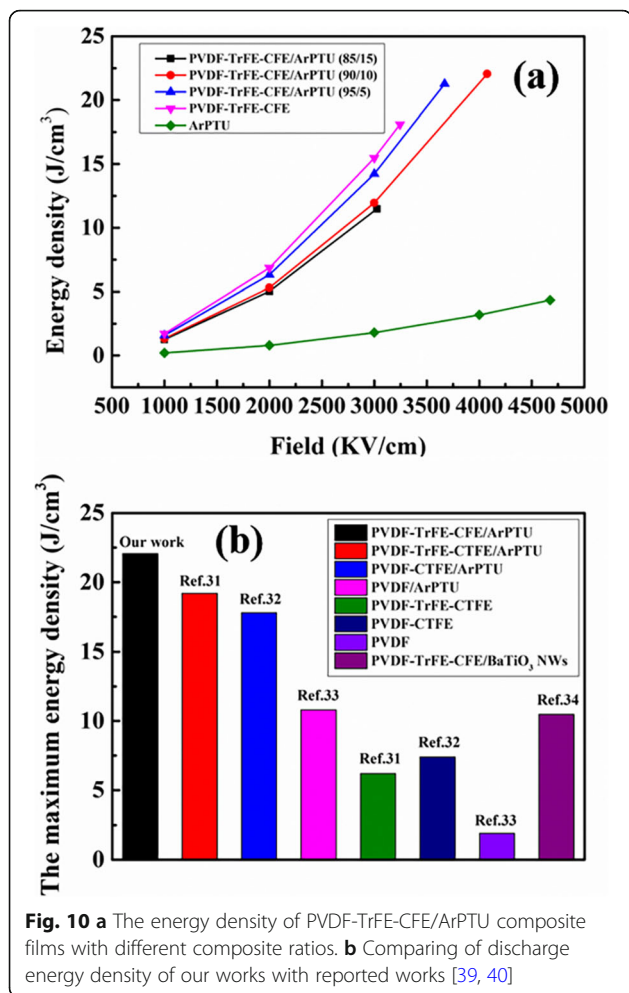 25
20
15
10
5
0
Energy density (J/cm³)
PVDF-TrFE-CFE/ArPTU (85/15)
PVDF-TrFE-CFE/ArPTU (90/10)
PVDF-TrFE-CFE/ArPTU (95/5)
PVDF-TrFE-CFE
ArPTU
(a)
500 1000 1500 2000 2500 3000 3500 4000 4500 5000
Field (KV/cm)
25
20
15
10
5
0
The maximum energy density (J/cm³)
(b)
Our work
Ref.31
Ref.32
Ref.33
Ref.31
Ref.32
Ref.33
Ref.34
PVDF-TrFE-CFE/ArPTU
PVDF-TrFE-CTFE/ArPTU
PVDF-CTFE/ArPTU
PVDF/ArPTU
PVDF-TrFE-CTFE
PVDF-CTFE
PVDF
PVDF-TrFE-CFE/BaTiO₃ NWs
Fig. 10 a The energy density of PVDF-TrFE-CFE/ArPTU composite
films with different composite ratios. b Comparing of discharge
energy density of our works with reported works [39, 40]